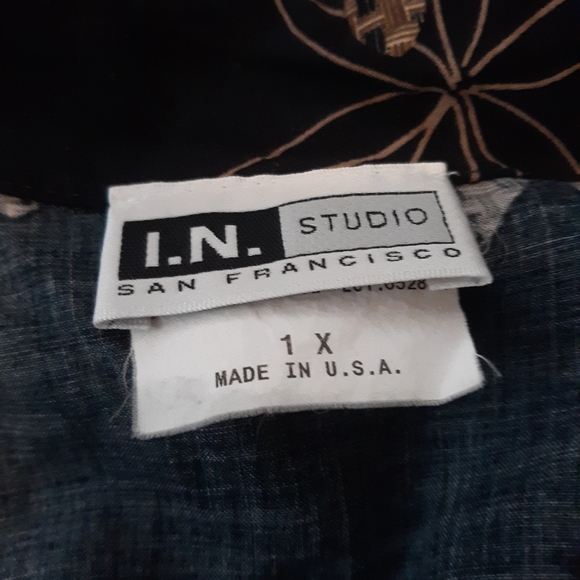 I.N. STUDIO
SAN FRANCISCO
1 X
MADE IN U.S.A.